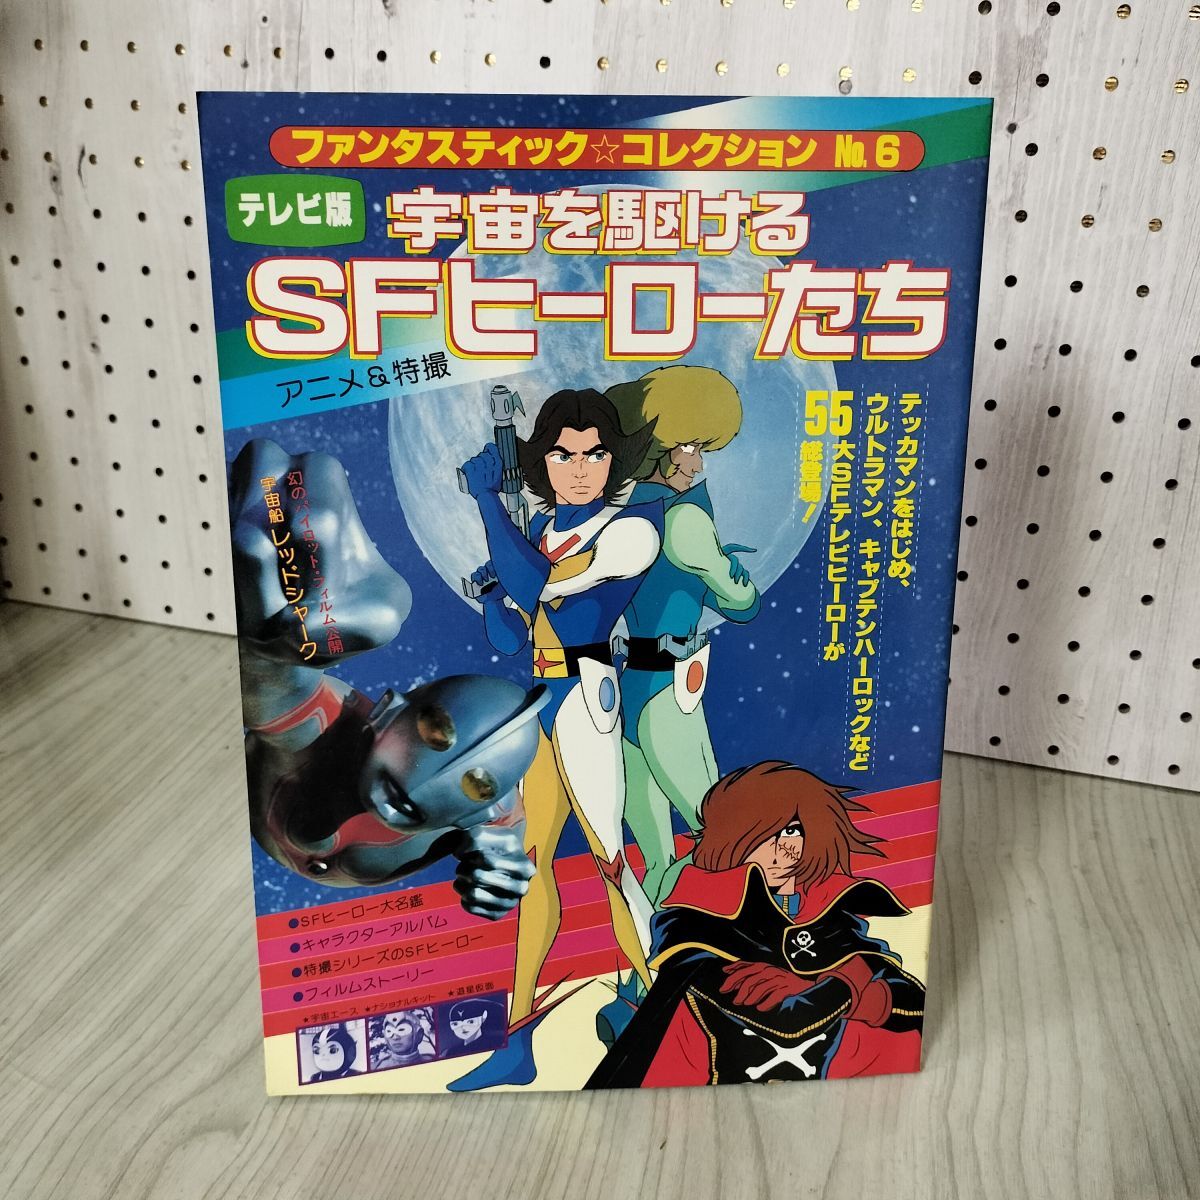 ファンタスティック☆コレクション No.6
テレビ版
宇宙を駆ける
SFヒーローたち
アニメ&特撮
テッカマンをはじめ、
ウルトラマン、キャプテンハーロックなど
55大SFテレビヒーローが
総登場!
幻のパイロット・フィルム公開
宇宙船レッドシャーク
●SFヒーロー大名鑑
●キャラクターアルバム
●特撮シリーズのSFヒーロー
●フィルムストーリー
★宇宙エース ★ナショナルキッド ★遊星仮面